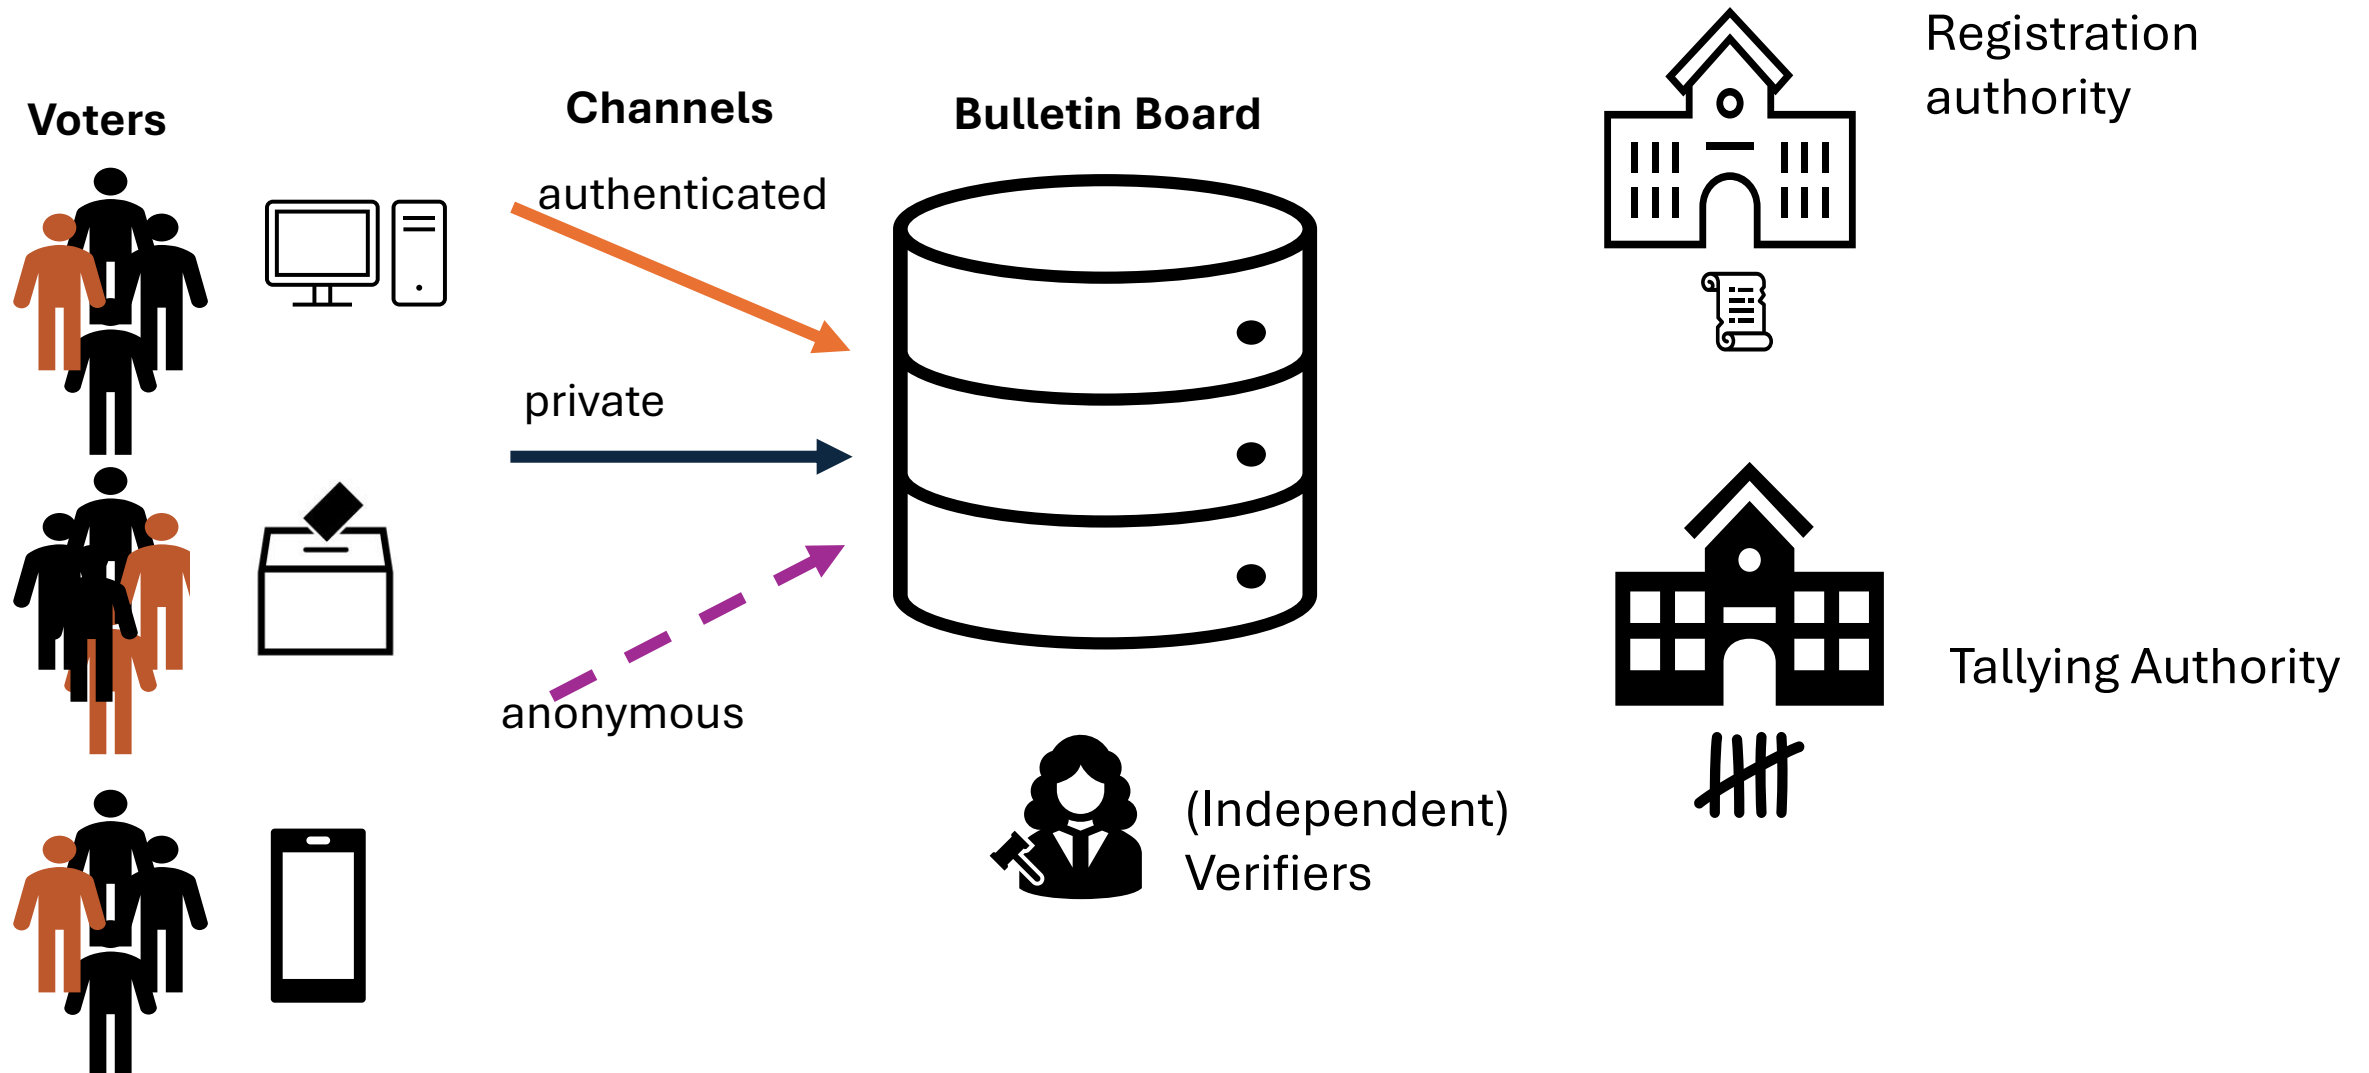 Voters
Channels
Bulletin Board
Registration
authority
authenticated
private
anonymous
Tallying Authority
(Independent)
Verifiers